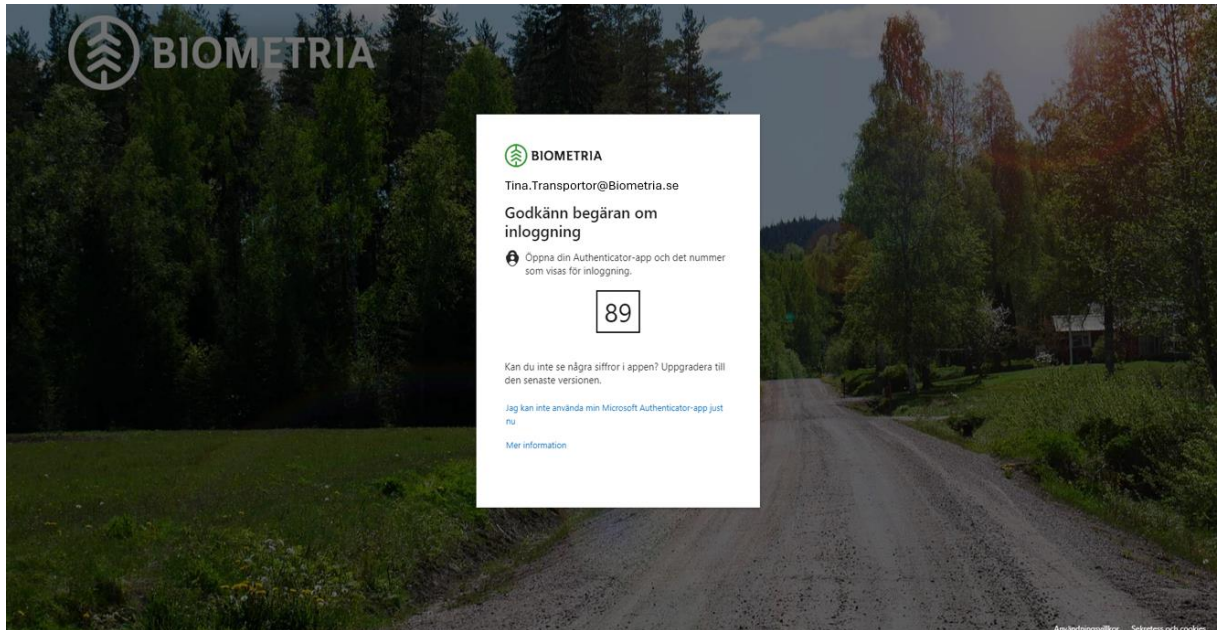 BIOMETRIA
BIOMETRIA
Tina.Transportor@Biometria.se
Godkänn begäran om
inloggning
Öppna din Authenticator-app och det nummer
som visas för inloggning.
89
Kan du inte se några siffror i appen? Uppgradera till
den senaste versionen.
Jag kan inte använda min Microsoft Authenticator-app just
nu
Mer information
Användningsvillkor Sekretess och cookies